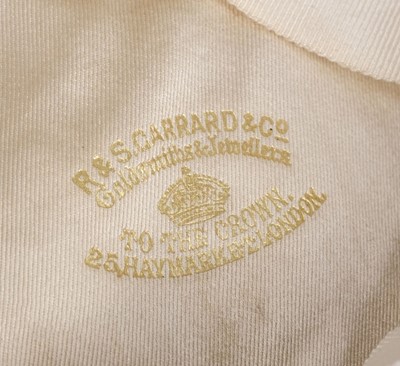 R & S. GARRARD & Co
Goldsmiths & Jewellers
TO THE CROWN.
25, HAYMARKET. LONDON.